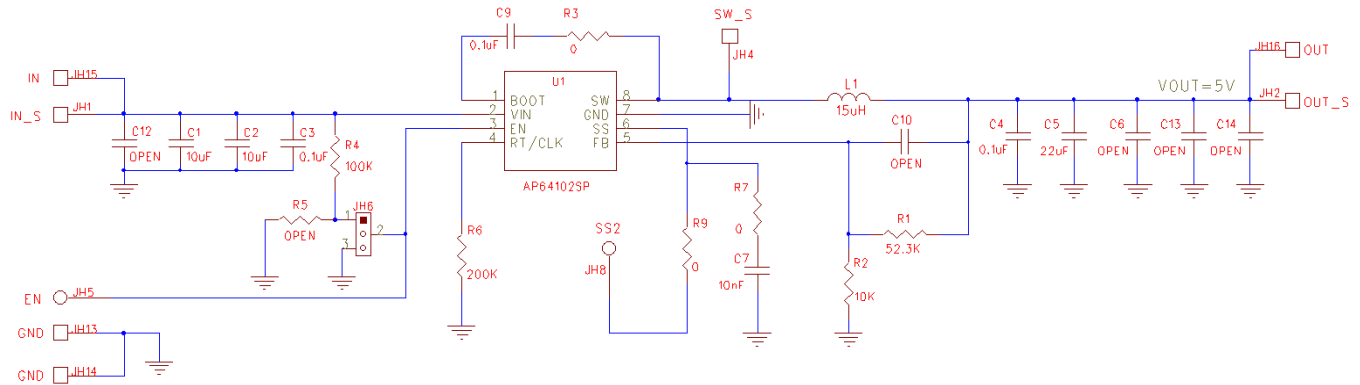 C9
0.1uF
R3
0
SW_S
JH4
IN
JH15
IN_S
JH1
U1
1 BOOT
2 VIN
3 EN
4 RT/CLK
SW 8
GND 7
SS 6
FB 5
AP64102SP
L1
15uH
VOUT=5V
JH16
OUT
JH2
OUT_S
C12
OPEN
C1
10uF
C2
10uF
C3
0.1uF
R4
100K
C10
OPEN
C4
0.1uF
C5
22uF
C6
OPEN
C13
OPEN
C14
OPEN
R5
OPEN
JH6
1
2
3
R6
200K
SS2
JH8
R9
0
R7
0
C7
10nF
R1
52.3K
R2
10K
EN
JH5
GND
JH13
GND
JH14